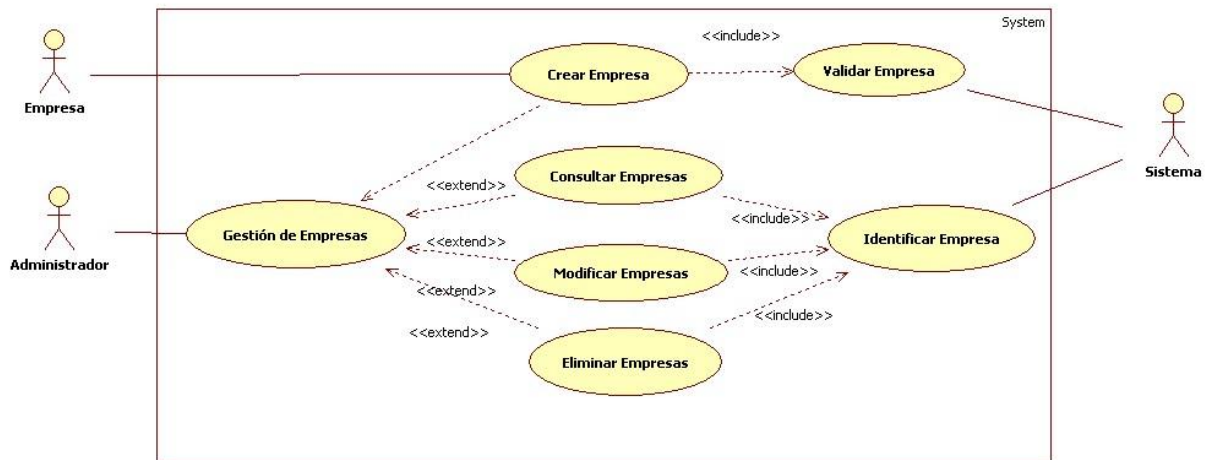 System
<<include>>
Crear Empresa
Validar Empresa
Empresa
Sistema
Consultar Empresas
<<extend>>
<<include>>
Gestión de Empresas
Identificar Empresa
<<extend>>
Administrador
Modificar Empresas
<<include>>
<<extend>>
<<include>>
<<extend>>
Eliminar Empresas